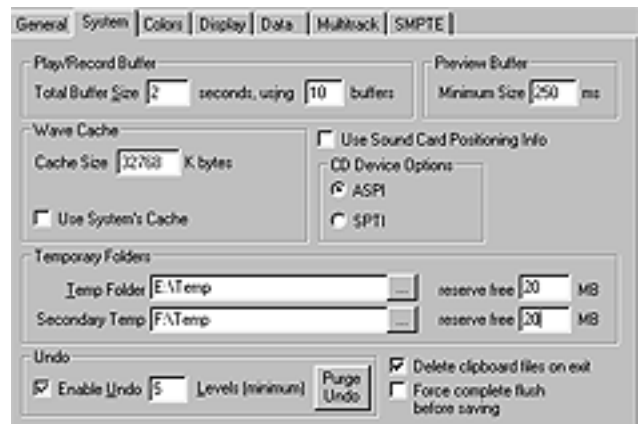 General System Colors Display Data Multitrack SMPTE
Play/Record Buffer
Total Buffer Size 2 seconds, using 10 buffers
Preview Buffer
Minimum Size 250 ms
Wave Cache
Cache Size 32768 K bytes
Use System's Cache
Use Sound Card Positioning Info
CD Device Options
ASPI
SPTI
Temporary Folders
Temp Folder E:\Temp ... reserve free 20 MB
Secondary Temp F:\Temp ... reserve free 20 MB
Undo
Enable Undo 5 Levels (minimum) Purge Undo
Delete clipboard files on exit
Force complete flush
before saving